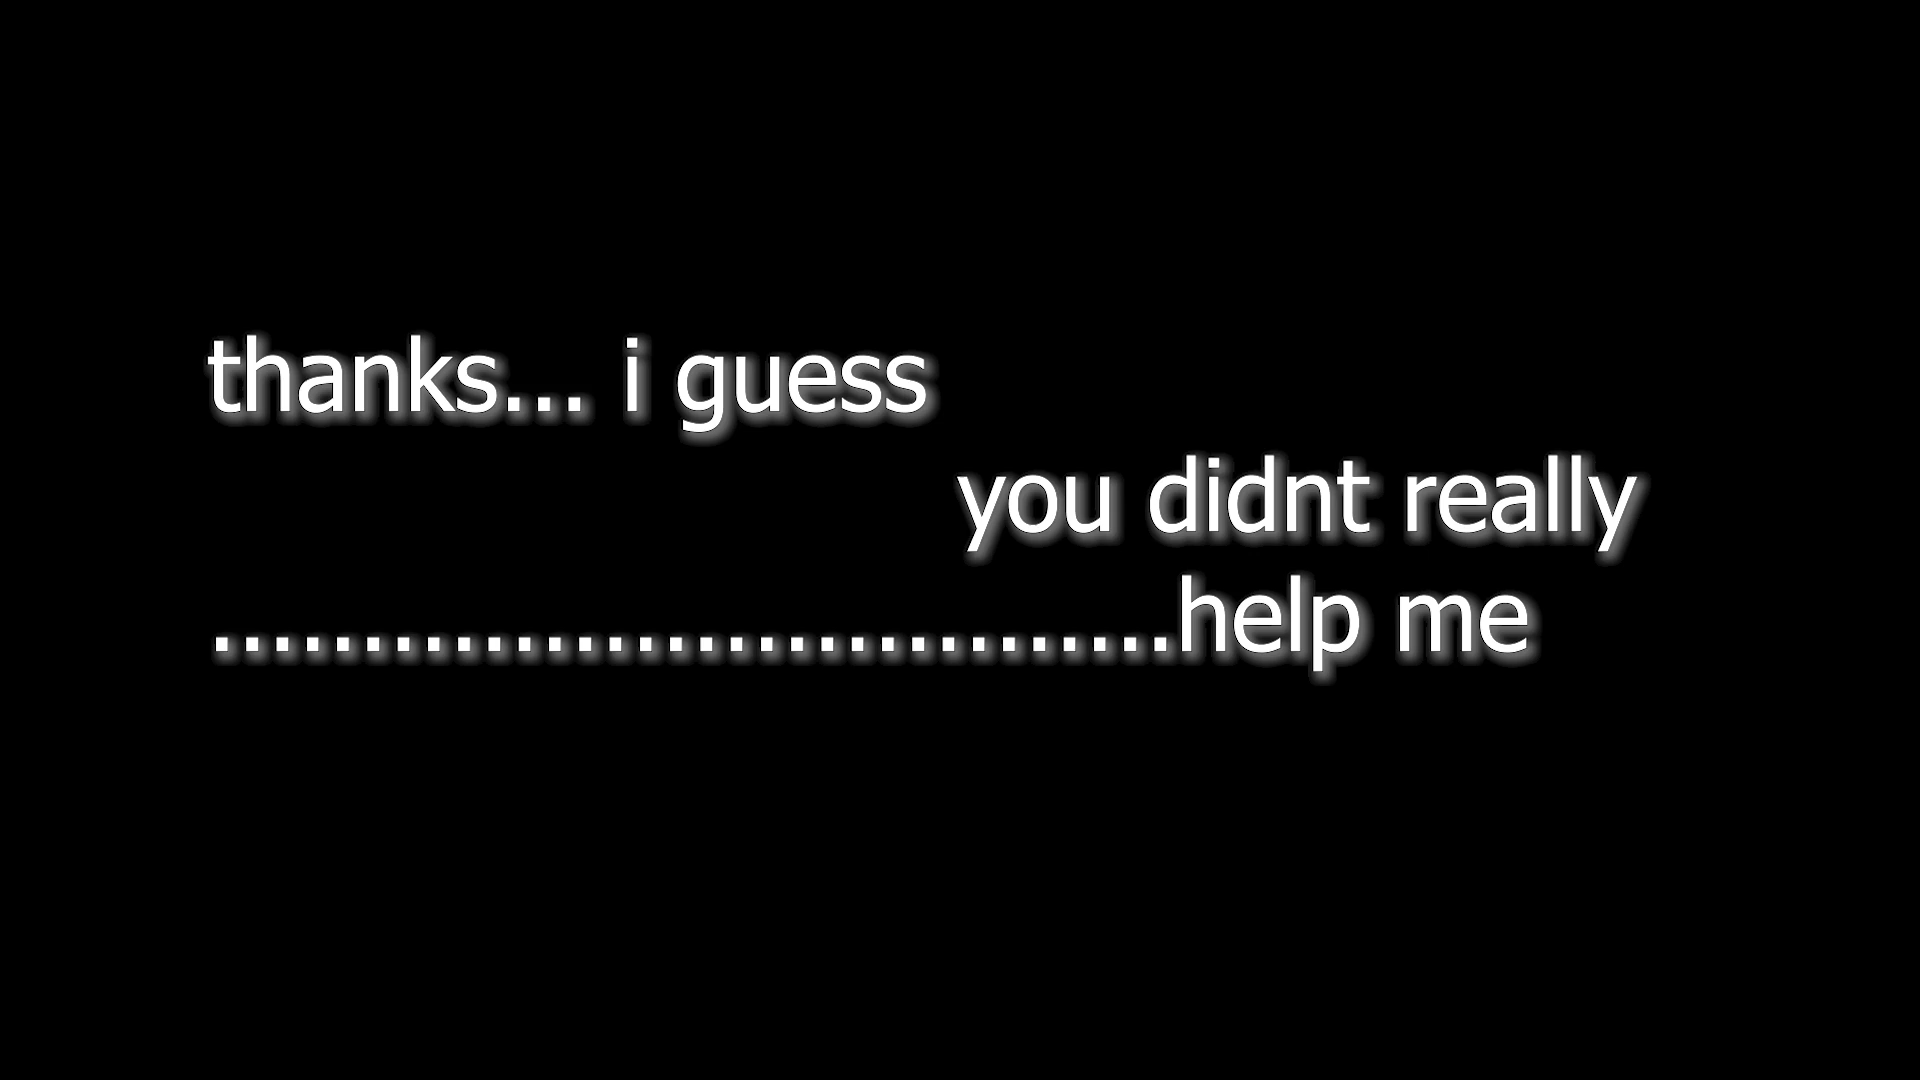 thanks... i guess
you didnt really
................................help me